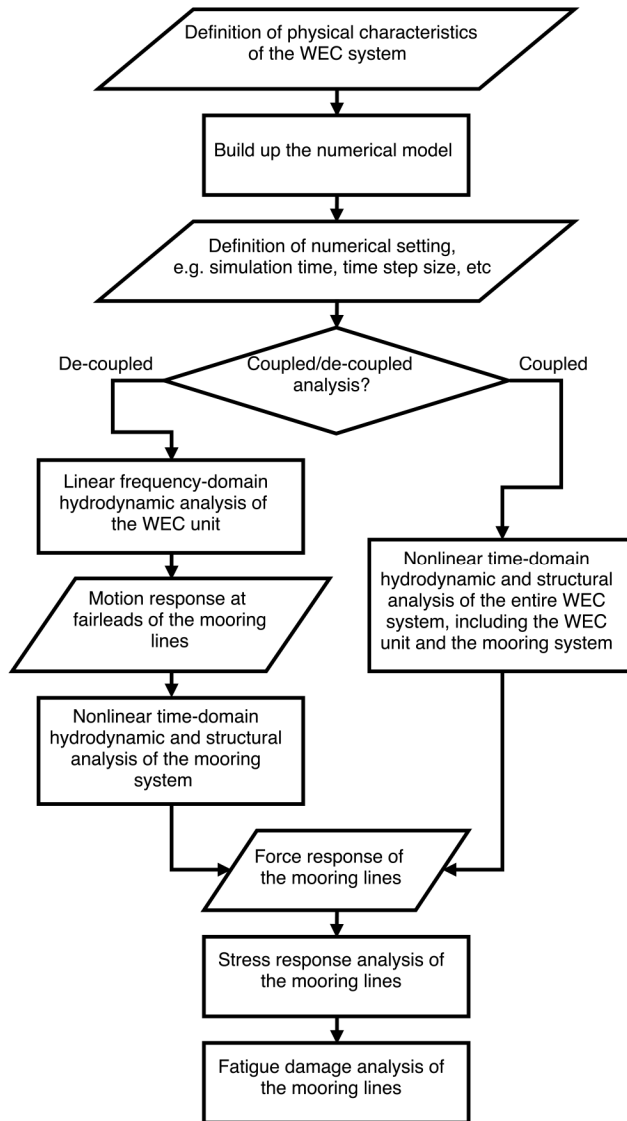 Definition of physical characteristics
of the WEC system
Build up the numerical model
Definition of numerical setting,
e.g. simulation time, time step size, etc
De-coupled
Coupled/de-coupled
analysis?
Coupled
Linear frequency-domain
hydrodynamic analysis of
the WEC unit
Motion response at
fairleads of the mooring
lines
Nonlinear time-domain
hydrodynamic and structural
analysis of the mooring
system
Nonlinear time-domain
hydrodynamic and structural
analysis of the entire WEC
system, including the WEC
unit and the mooring system
Force response of
the mooring lines
Stress response analysis of
the mooring lines
Fatigue damage analysis of
the mooring lines